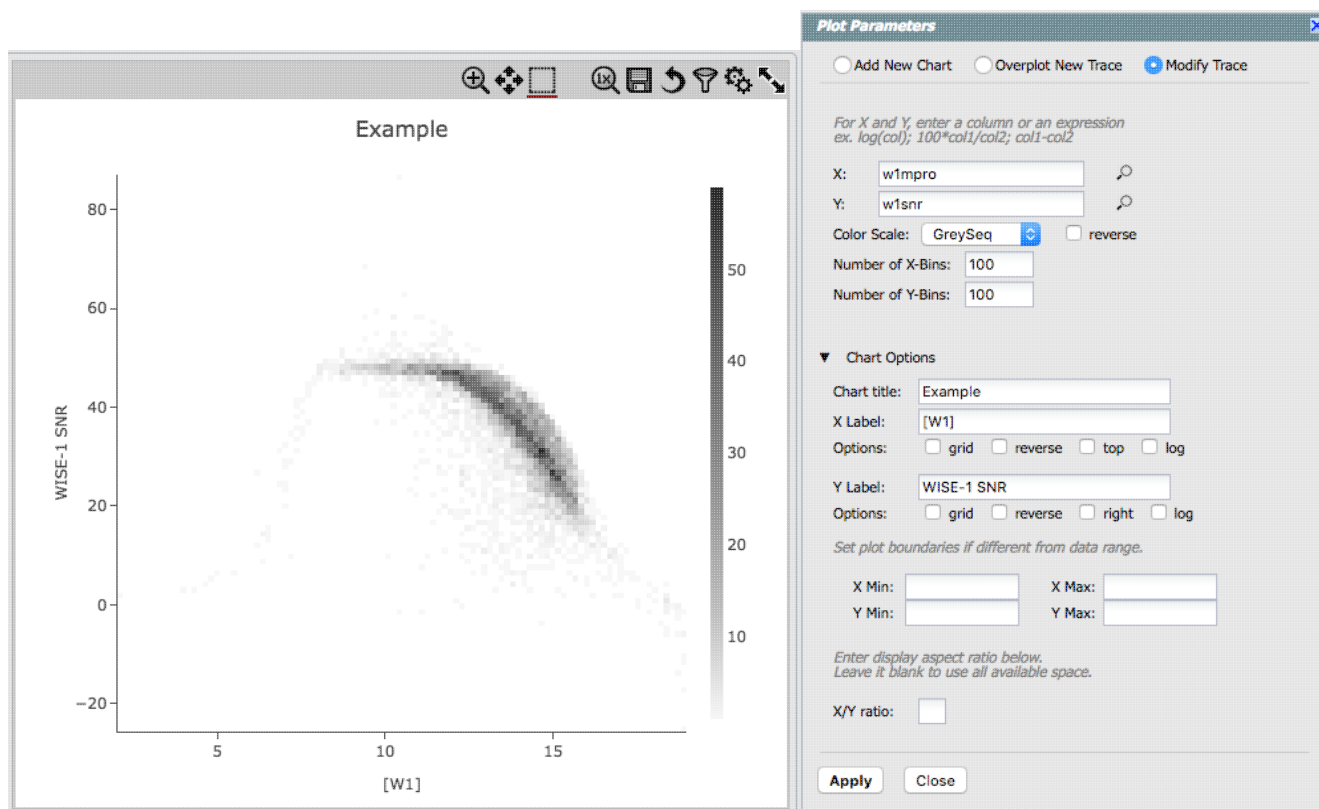 Plot Parameters
Add New Chart Overplot New Trace Modify Trace
1x
Example
For X and Y, enter a column or an expression
ex. log(col); 100*col1/col2; col1-col2
X: w1mpro
Y: w1snr
Color Scale: GreySeq reverse
Number of X-Bins: 100
Number of Y-Bins: 100
Chart Options
Chart title: Example
X Label: [W1]
Options: grid reverse top log
Y Label: WISE-1 SNR
Options: grid reverse right log
Set plot boundaries if different from data range.
X Min: X Max:
Y Min: Y Max:
Enter display aspect ratio below.
Leave it blank to use all available space.
X/Y ratio:
Apply Close
80
60
40
20
0
−20
WISE-1 SNR
5 10 15
[W1]
50
40
30
20
10